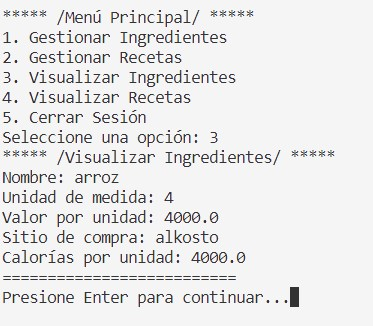 ***** /Menú Principal/ *****
1. Gestionar Ingredientes
2. Gestionar Recetas
3. Visualizar Ingredientes
4. Visualizar Recetas
5. Cerrar Sesión
Seleccione una opción: 3
***** /Visualizar Ingredientes/ *****
Nombre: arroz
Unidad de medida: 4
Valor por unidad: 4000.0
Sitio de compra: alkosto
Calorías por unidad: 4000.0
==========================
Presione Enter para continuar...